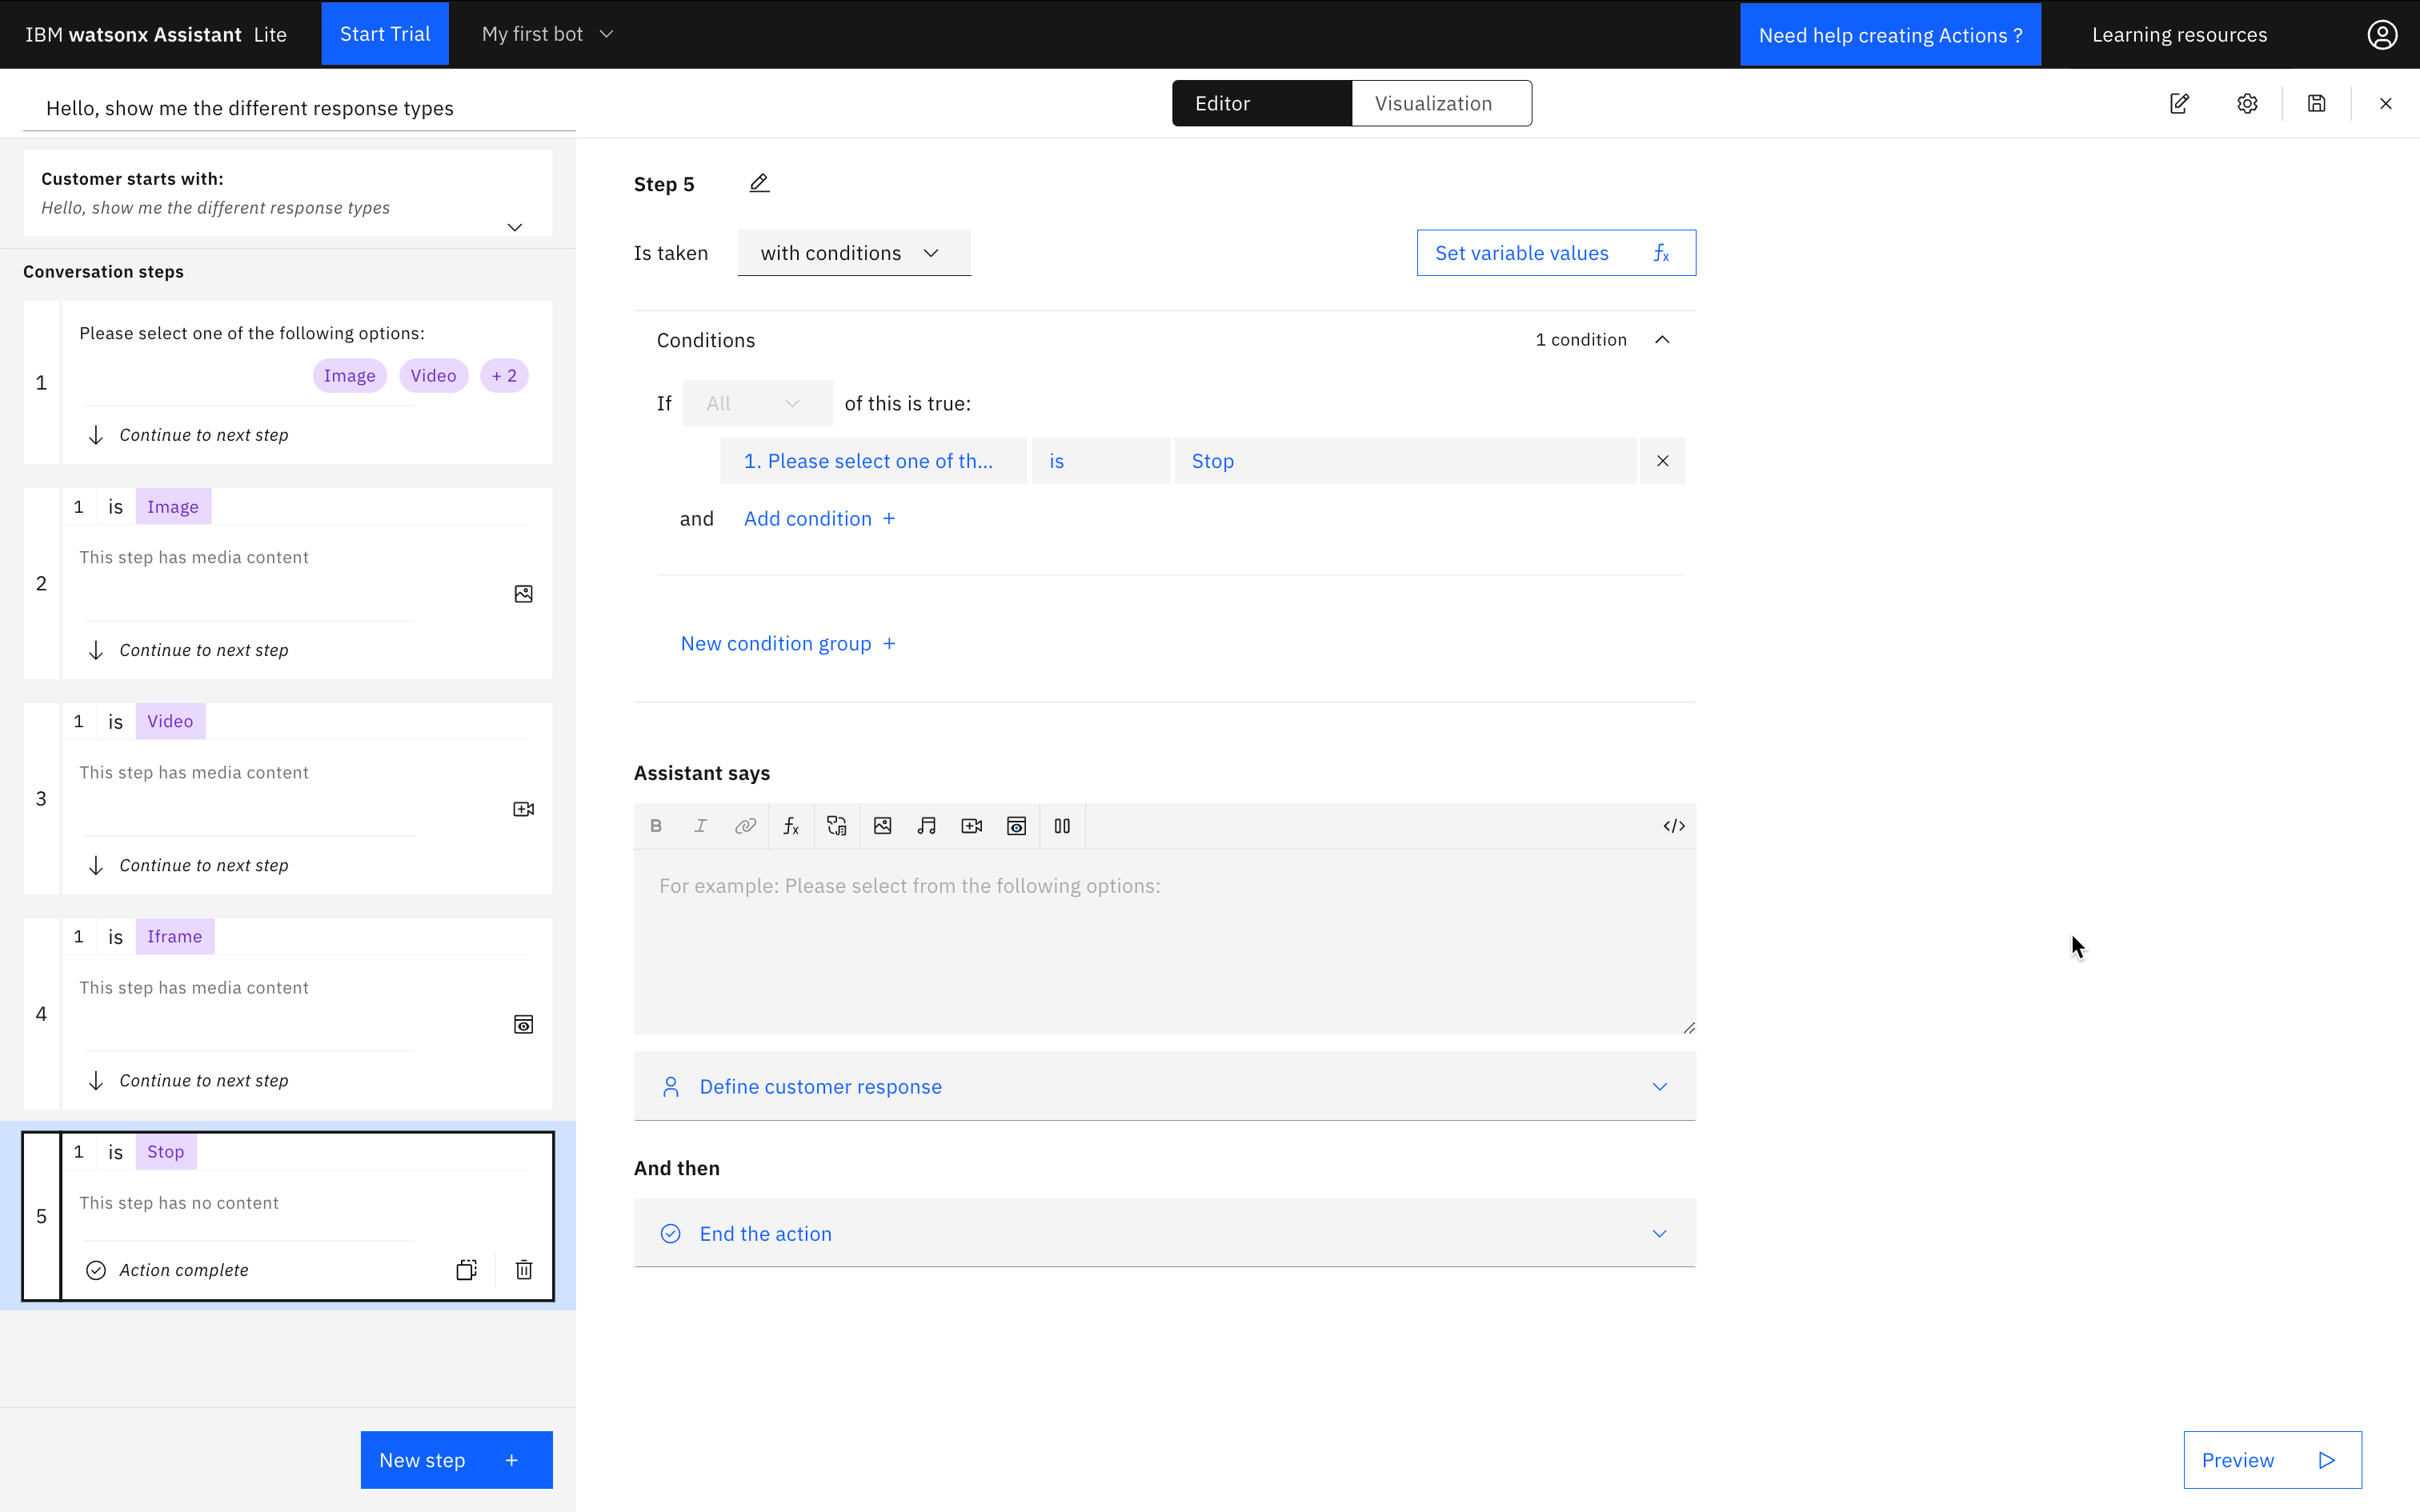 IBM watsonx Assistant Lite Start Trial My first bot Need help creating Actions ? Learning resources
Hello, show me the different response types Editor Visualization
Customer starts with:
Hello, show me the different response types
Conversation steps
1 Please select one of the following options:
Image Video + 2
Continue to next step
1 is Image
This step has media content
2
Continue to next step
1 is Video
This step has media content
3
Continue to next step
1 is Iframe
This step has media content
4
Continue to next step
1 is Stop
This step has no content
5
Action complete
New step +
Step 5
Is taken with conditions Set variable values fx
Conditions 1 condition
If All of this is true:
1. Please select one of th... is Stop
and Add condition +
New condition group +
Assistant says
B I fx </>
For example: Please select from the following options:
Define customer response
And then
End the action
Preview